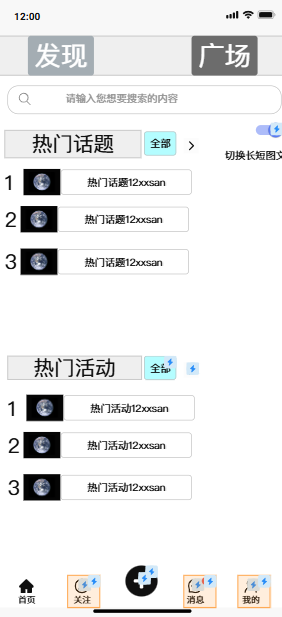 12:00
发现 广场
请输入您想要搜索的内容
热门话题 全部
切换长短图文
1 热门话题12xxsan
2 热门话题12xxsan
3 热门话题12xxsan
热门活动 全部
1 热门活动12xxsan
2 热门活动12xxsan
3 热门活动12xxsan
首页 关注 消息 我的